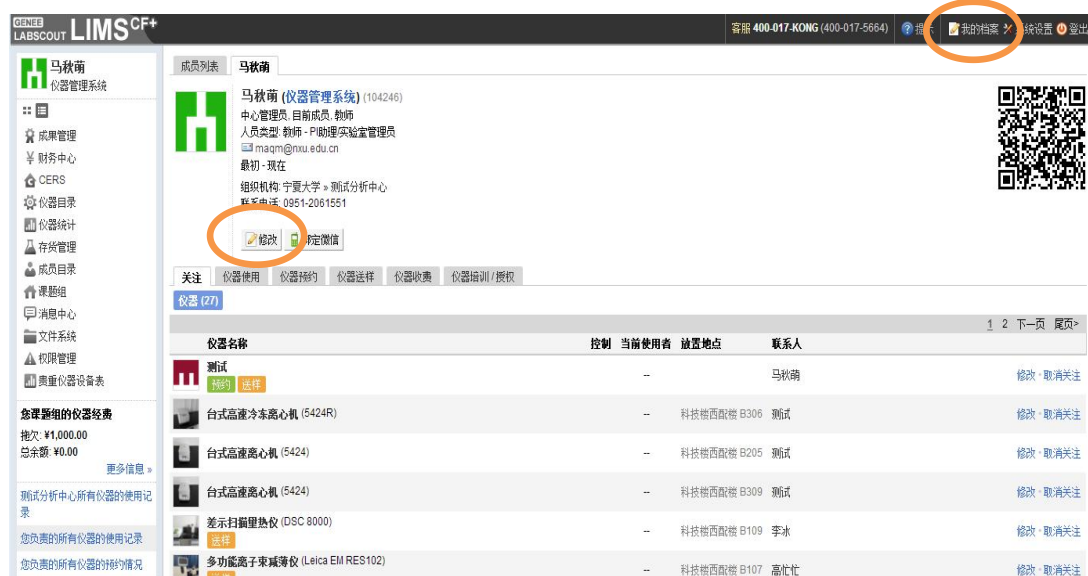 GENEE
LABSCOUT LIMS CF+
客服 400-017-KONG (400-017-5664) 提示 我的档案 系统设置 登出
马秋萌
仪器管理系统
成果管理
财务中心
CERS
仪器目录
仪器统计
存货管理
成员目录
课题组
消息中心
文件系统
权限管理
贵重仪器设备表
您课题组的仪器经费
拖欠: ¥1,000.00
总余额: ¥0.00
更多信息 »
测试分析中心所有仪器的使用记
录
您负责的所有仪器的使用记录
您负责的所有仪器的预约情况
成员列表 马秋萌
马秋萌 (仪器管理系统) (104246)
中心管理员, 目前成员, 教师
人员类型: 教师 - PI助理/实验室管理员
maqm@nxu.edu.cn
最初 - 现在
组织机构: 宁夏大学 » 测试分析中心
联系电话: 0951-2061551
修改 绑定微信
关注 仪器使用 仪器预约 仪器送样 仪器收费 仪器培训 / 授权
仪器 (27)
1 2 下一页 尾页>
仪器名称 控制 当前使用者 放置地点 联系人
测试 -- 马秋萌 修改 · 取消关注
预约 送样
台式高速冷冻离心机 (5424R) -- 科技楼西配楼 B306 测试 修改 · 取消关注
台式高速离心机 (5424) -- 科技楼西配楼 B205 测试 修改 · 取消关注
台式高速离心机 (5424) -- 科技楼西配楼 B309 测试 修改 · 取消关注
差示扫描量热仪 (DSC 8000) -- 科技楼西配楼 B109 李冰 修改 · 取消关注
送样
多功能离子束减薄仪 (Leica EM RES102) -- 科技楼西配楼 B107 高忙忙 修改 · 取消关注